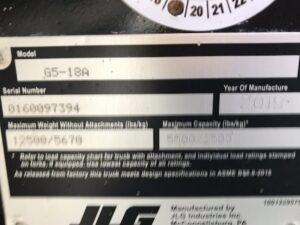 20 21 22
Model
G5-18A
Serial Number
Year Of Manufacture
0160097394
Maximum Weight Without Attachments (lbs/kg)
Maximum Capacity (lbs/kg)*
12500/5670
* Refer to load capacity chart for truck with attachment, and individual load ratings stamped
on forks, if equipped. Use lowest capacity of all ratings.
As released from factory this truck meets design specifications in ASME
JLG
Manufactured by
JLG Industries Inc.
McConnellsburg, PA